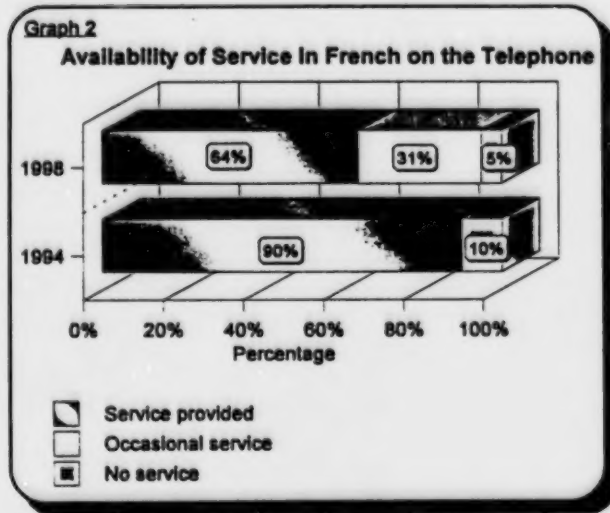 Graph 2
Availability of Service in French on the Telephone
1998
64%
31%
5%
1994
90%
10%
0% 20% 40% 60% 80% 100%
Percentage
Service provided
Occasional service
No service